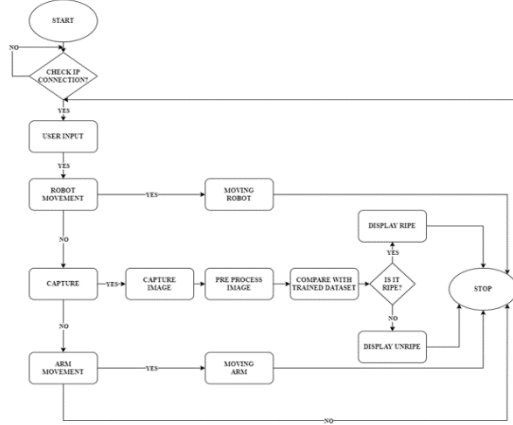 START
NO
CHECK IP
CONNECTION?
YES
USER INPUT
YES
ROBOT
MOVEMENT
YES
MOVING
ROBOT
NO
DISPLAY RIPE
YES
CAPTURE
YES
CAPTURE
IMAGE
PRE PROCESS
IMAGE
COMPARE WITH
TRAINED DATASET
IS IT
RIPE?
STOP
NO
NO
DISPLAY UNRIPE
ARM
MOVEMENT
YES
MOVING
ARM
NO